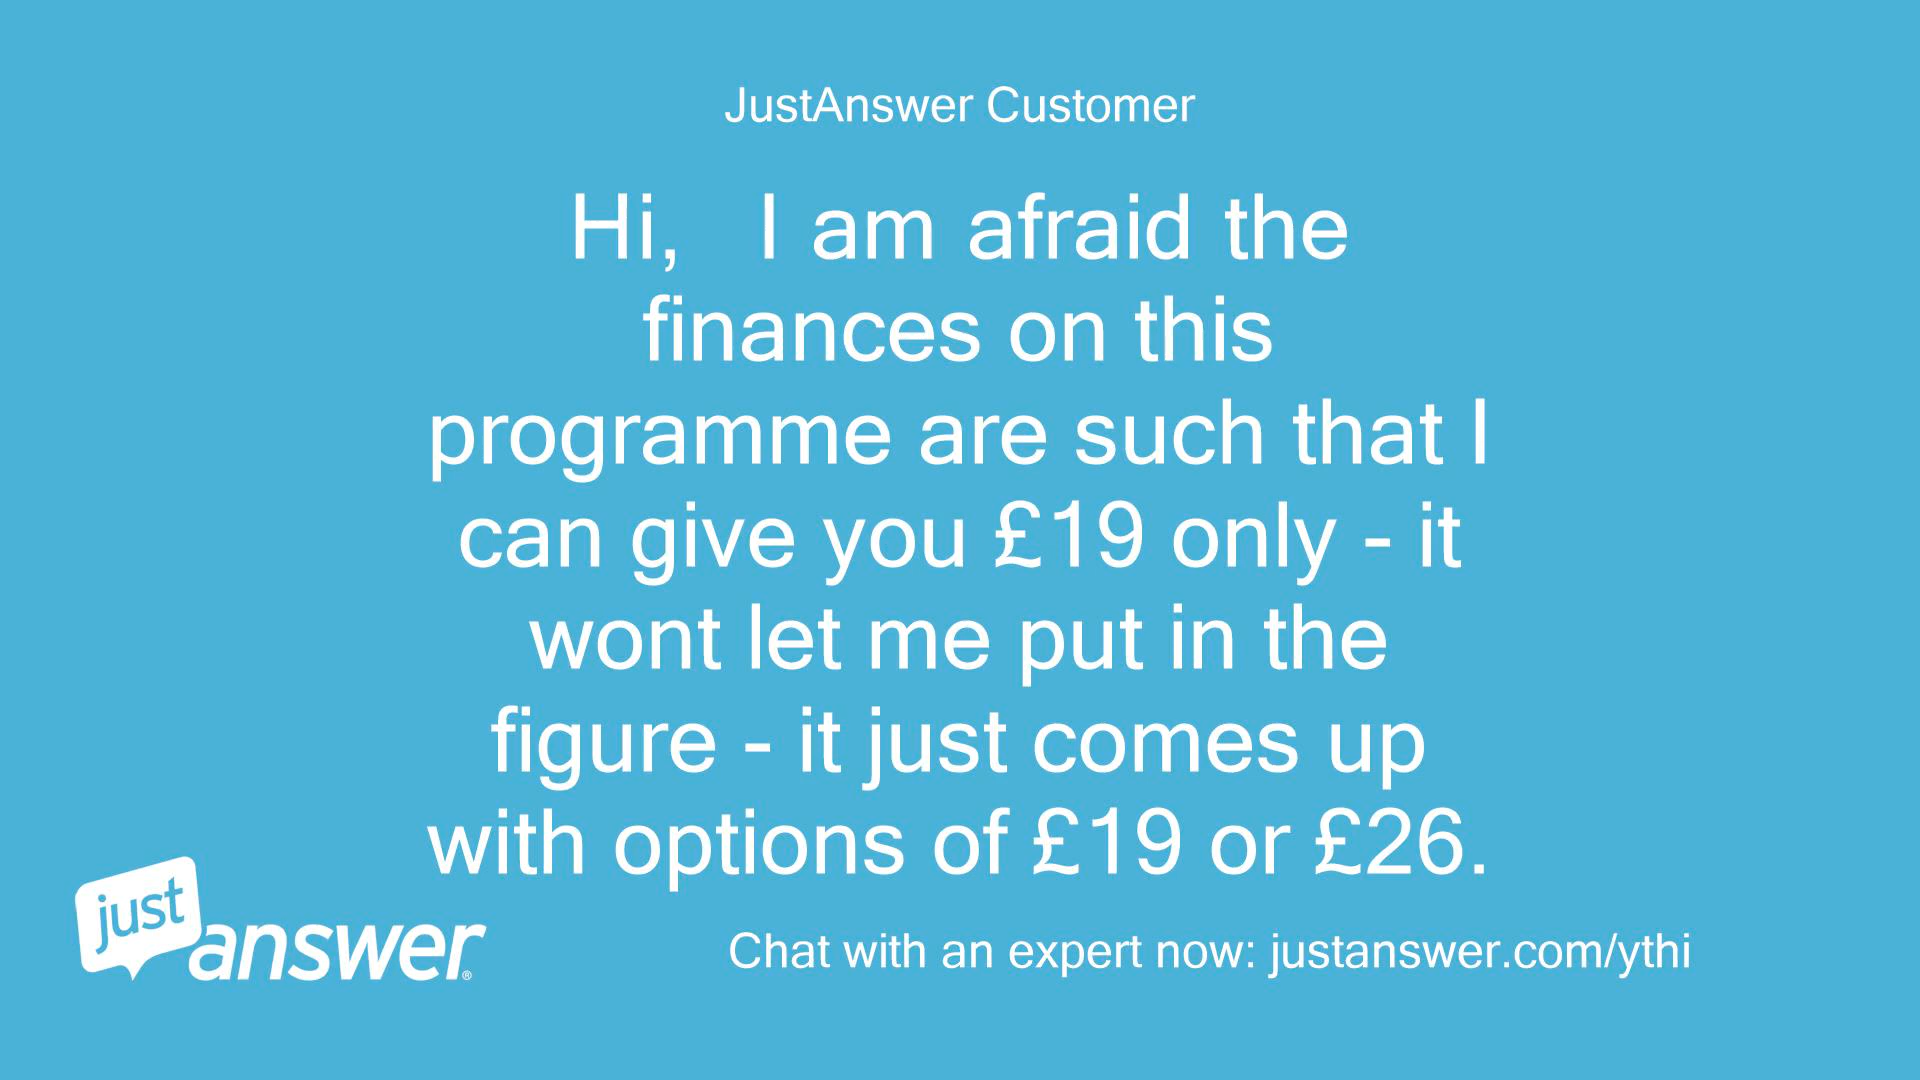 JustAnswer Customer
Hi,   I am afraid the
finances on this
programme are such that I
can give you £19 only - it
wont let me put in the
figure - it just comes up
with options of £19 or £26.
just
answer®
Chat with an expert now: justanswer.com/ythi